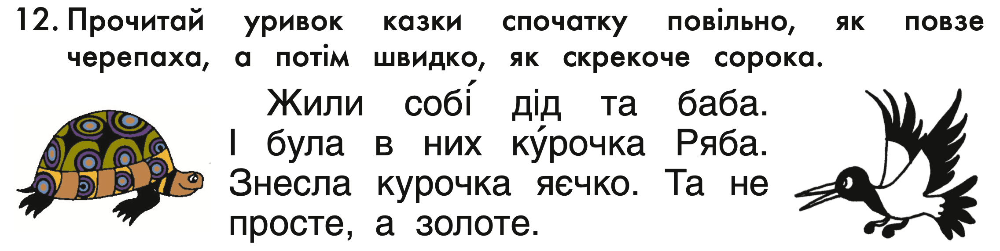 12. Прочитай уривок казки спочатку повільно, як повзе
черепаха, а потім швидко, як скрекоче сорока.
Жили собі́ дід та баба.
І була в них ку́рочка Ряба.
Знесла курочка яєчко. Та не
просте, а золоте.